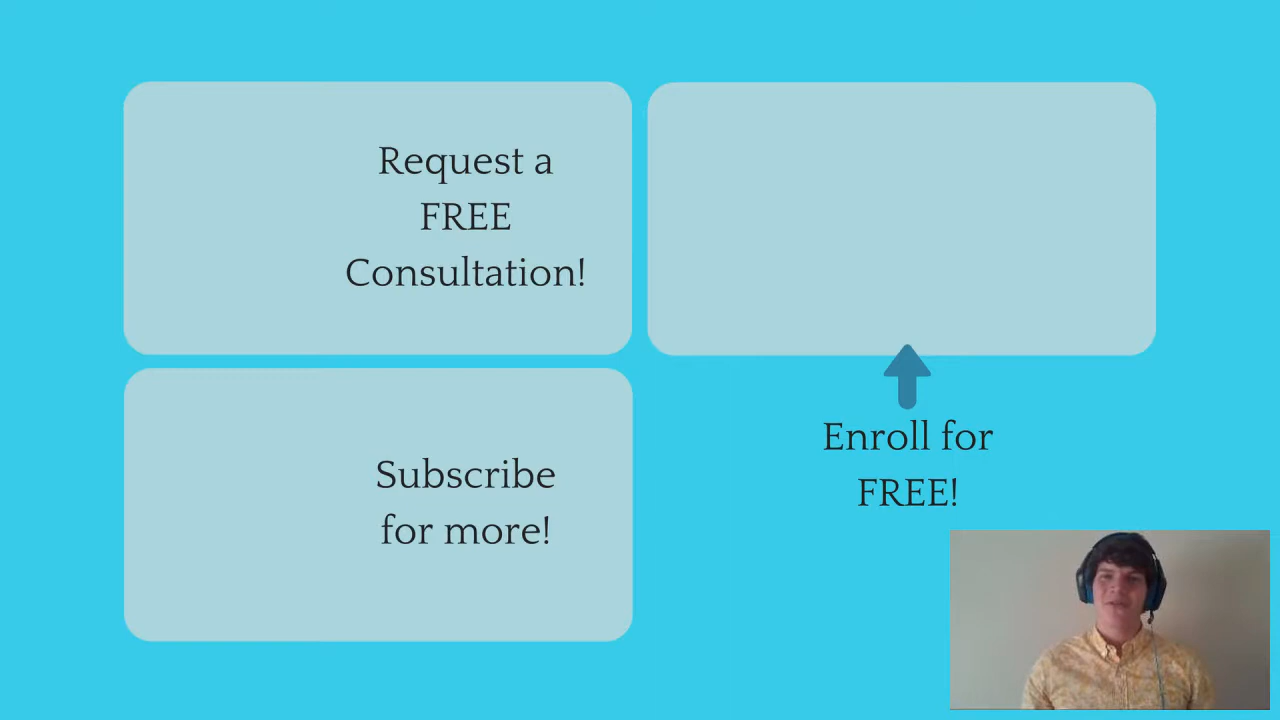 Request a
FREE
Consultation!
Subscribe
for more!
Enroll for
FREE!